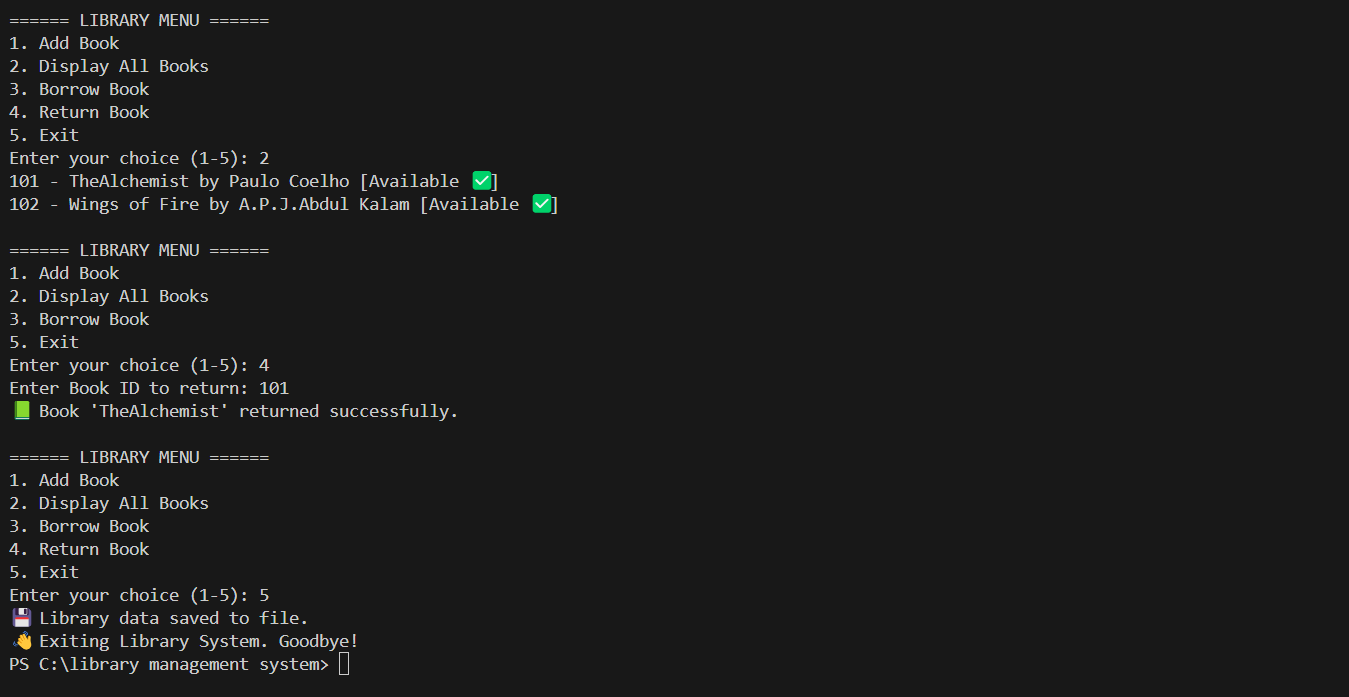 ====== LIBRARY MENU ======
1. Add Book
2. Display All Books
3. Borrow Book
4. Return Book
5. Exit
Enter your choice (1-5): 2
101 - TheAlchemist by Paulo Coelho [Available ✅]
102 - Wings of Fire by A.P.J.Abdul Kalam [Available ✅]

====== LIBRARY MENU ======
1. Add Book
2. Display All Books
3. Borrow Book
5. Exit
Enter your choice (1-5): 4
Enter Book ID to return: 101
📗 Book 'TheAlchemist' returned successfully.

====== LIBRARY MENU ======
1. Add Book
2. Display All Books
3. Borrow Book
4. Return Book
5. Exit
Enter your choice (1-5): 5
💾 Library data saved to file.
👋 Exiting Library System. Goodbye!
PS C:\library management system>